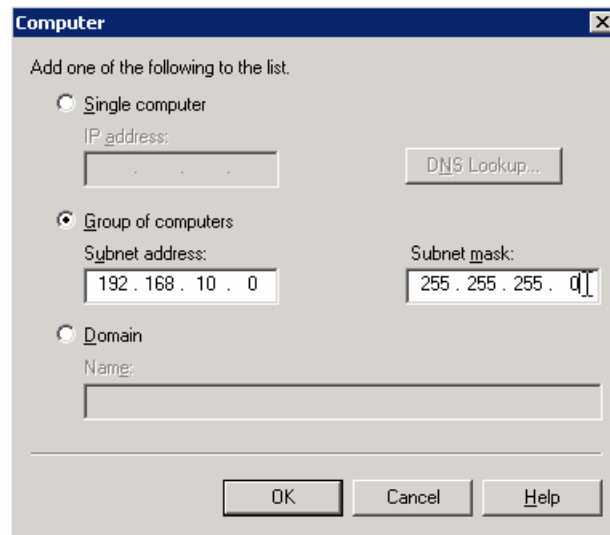 Computer
Add one of the following to the list.
Single computer
IP address:
. . .
DNS Lookup...
Group of computers
Subnet address: Subnet mask:
192 . 168 . 10 . 0 255 . 255 . 255 . 0
Domain
Name:
OK Cancel Help